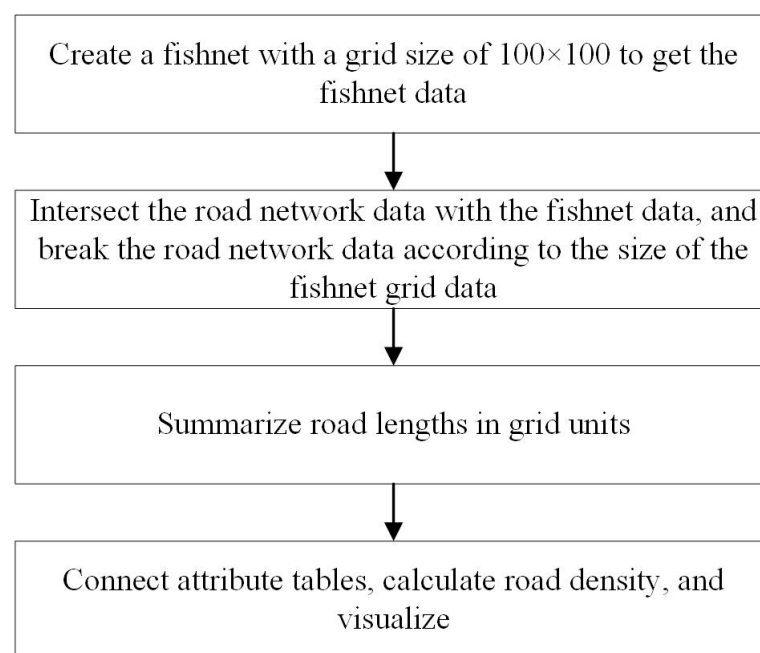 Create a fishnet with a grid size of 100×100 to get the
fishnet data
Intersect the road network data with the fishnet data, and
break the road network data according to the size of the
fishnet grid data
Summarize road lengths in grid units
Connect attribute tables, calculate road density, and
visualize